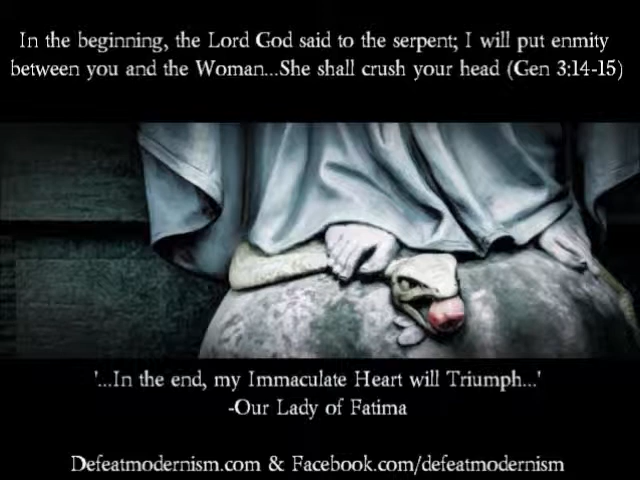 In the beginning, the Lord God said to the serpent; I will put enmity
between you and the Woman...She shall crush your head (Gen 3:14-15)
'...In the end, my Immaculate Heart will Triumph...'
-Our Lady of Fatima
Defeatmodernism.com & Facebook.com/defeatmodernism